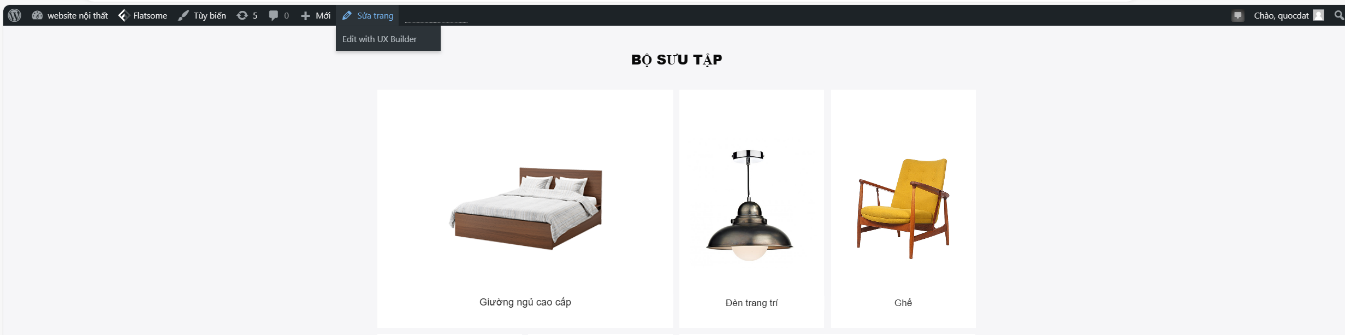 website nội thất Flatsome Tùy biến 5 0 Mới Sửa trang Chào, quocdat
Edit with UX Builder
BỘ SƯU TẬP
Giường ngủ cao cấp Đèn trang trí Ghế